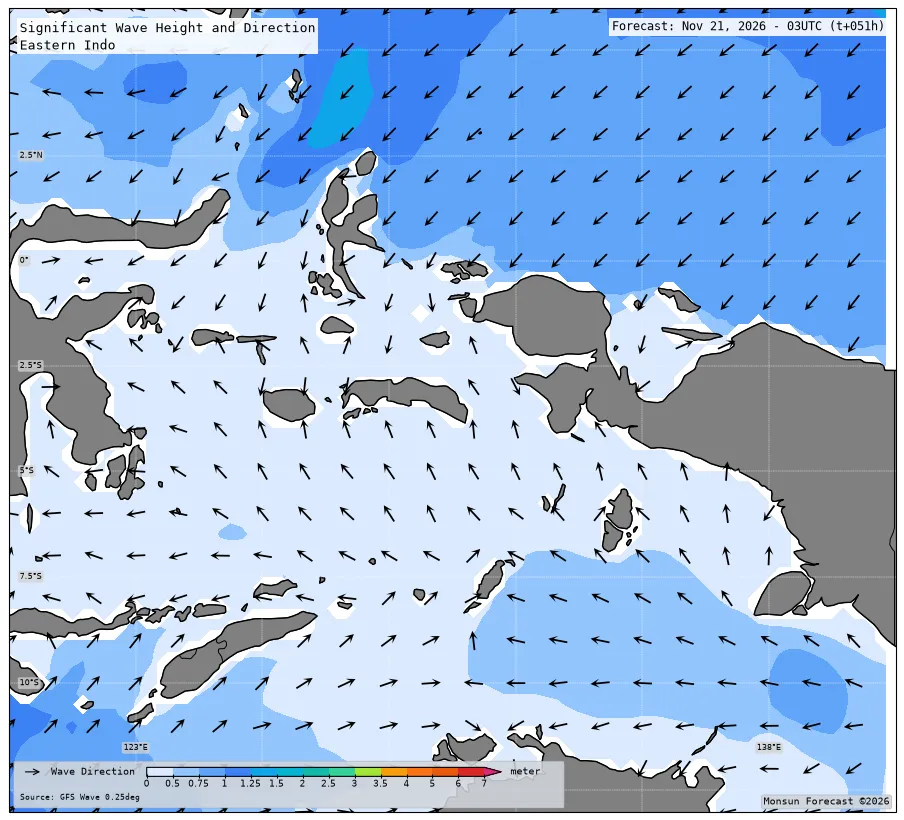 Significant Wave Height and Direction
Eastern Indo
Forecast: Nov 21, 2026 - 03UTC (t+051h)
2.5°N
0°
2.5°S
5°S
7.5°S
10°S
123°E
138°E
Wave Direction
meter
0 0.5 0.75 1 1.25 1.5 2 2.5 3 3.5 4 5 6 7
Source: GFS Wave 0.25deg
Monsun Forecast ©2026